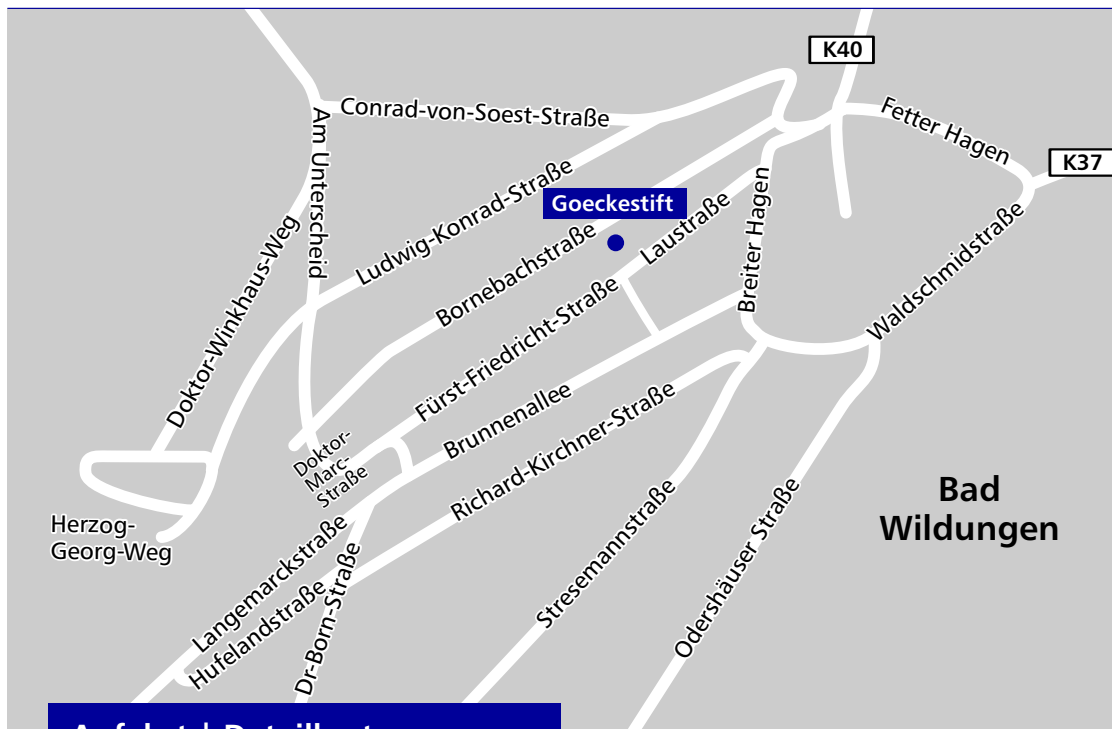 K40
Conrad-von-Soest-Straße
Fetter Hagen
K37
Am Unterscheid
Goeckestift
Ludwig-Konrad-Straße
Laustraße
Breiter Hagen
Bornebachstraße
Doktor-Winkhaus-Weg
Waldschmidstraße
Fürst-Friedricht-Straße
Brunnenallee
Richard-Kirchner-Straße
Doktor-
Marc-
Straße
Herzog-
Georg-Weg
Langemarckstraße
Hufelandstraße
Dr-Born-Straße
Stresemannstraße
Odershäuser Straße
Bad
Wildungen